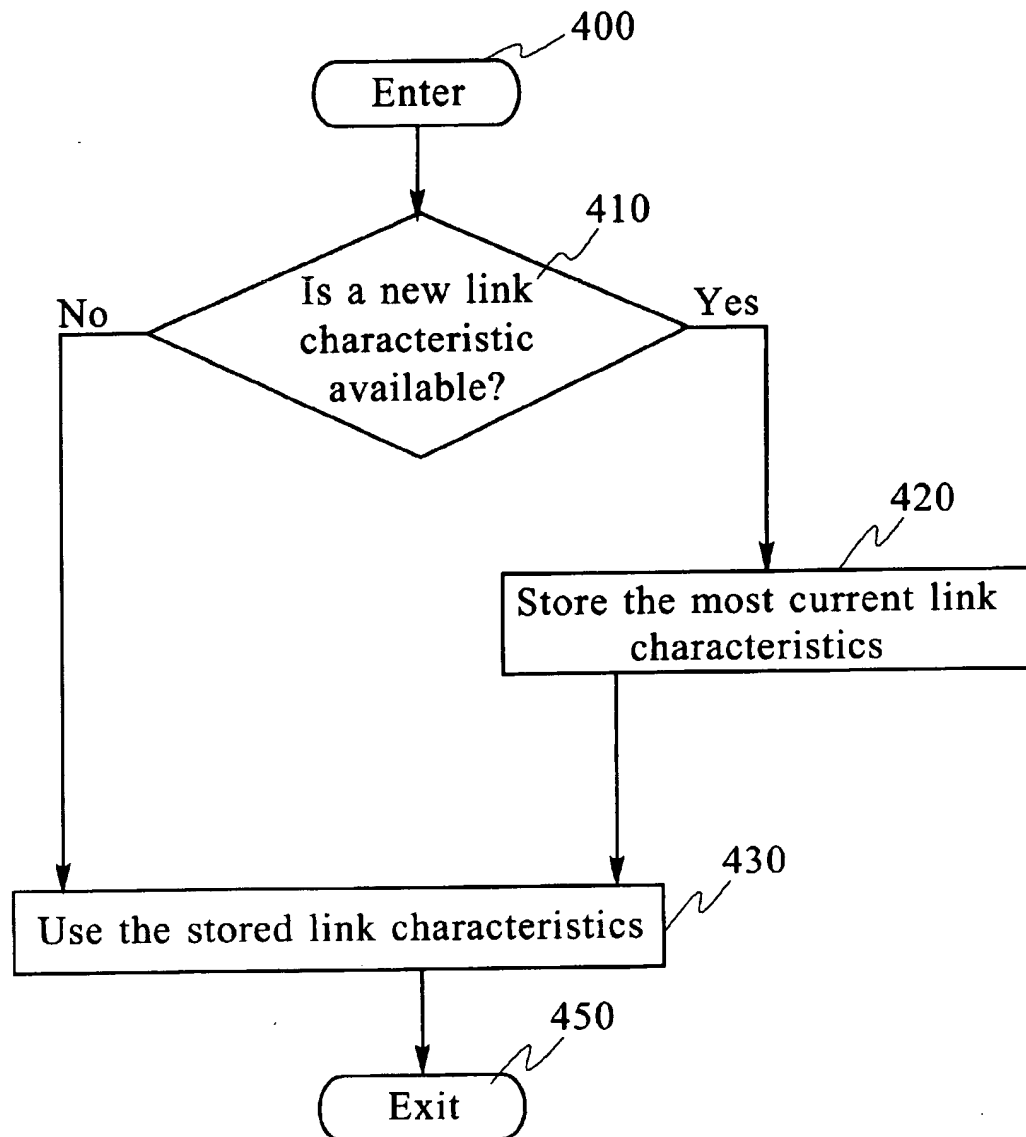 400
Enter
410
Is a new link
characteristic
available?
No
Yes
420
Store the most current link
characteristics
430
Use the stored link characteristics
450
Exit